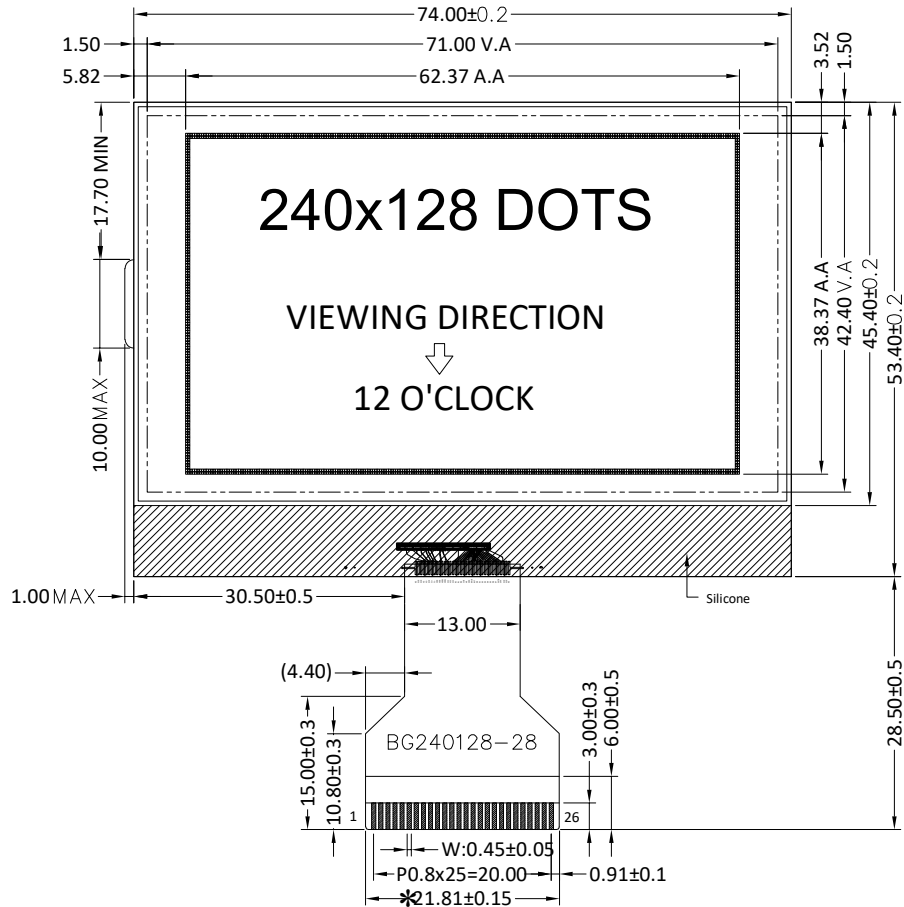 74.00±0.2
1.50
71.00 V.A
3.52
1.50
5.82
62.37 A.A
17.70 MIN
240x128 DOTS
VIEWING DIRECTION
12 O'CLOCK
10.00MAX
38.37 A.A
42.40 V.A
45.40±0.2
53.40±0.2
1.00MAX
30.50±0.5
Silicone
13.00
(4.40)
15.00±0.3
10.80±0.3
BG240128-28
3.00±0.3
6.00±0.5
28.50±0.5
1
26
W:0.45±0.05
P0.8x25=20.00
0.91±0.1
*21.81±0.15